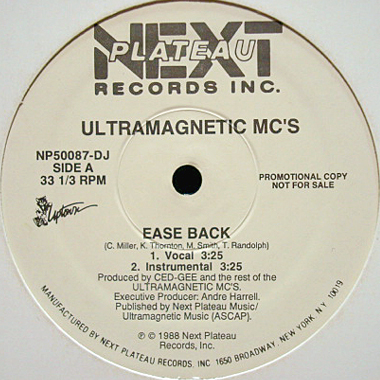 NEXT
PLATEAU
RECORDS INC.
ULTRAMAGNETIC MC'S
NP50087-DJ
SIDE A
33 1/3 RPM
PROMOTIONAL COPY
NOT FOR SALE
Uptown
EASE BACK
(C. Miller, K. Thornton, M. Smith, T. Randolph)
1. Vocal 3:25
2. Instrumental 3:25
Produced by CED-GEE and the rest of the
ULTRAMAGNETIC MC'S.
Executive Producer: Andre Harrell.
Published by Next Plateau Music/
Ultramagnetic Music (ASCAP).
℗ © 1988 Next Plateau
Records, Inc.
MANUFACTURED BY NEXT PLATEAU RECORDS, INC 1650 BROADWAY, NEW YORK, N.Y. 10019